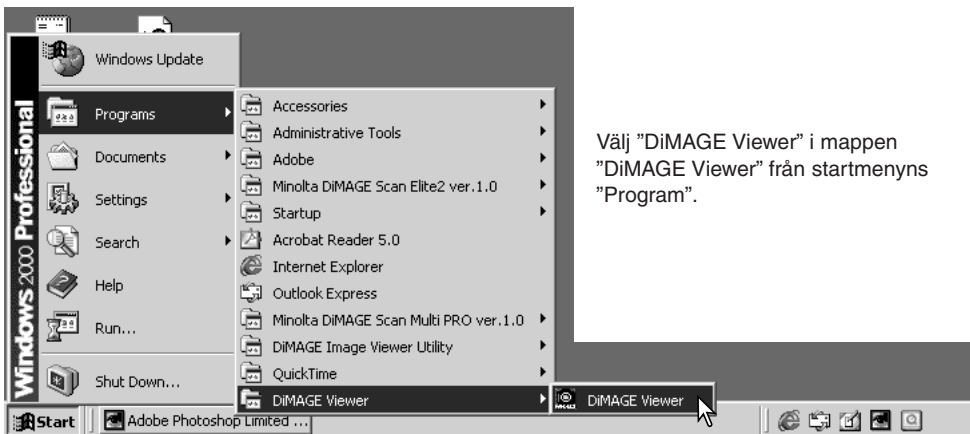 Windows Update
Programs
Documents
Settings
Search
Help
Run...
Shut Down...
Windows 2000 Professional
Accessories
Administrative Tools
Adobe
Minolta DiMAGE Scan Elite2 ver.1.0
Startup
Acrobat Reader 5.0
Internet Explorer
Outlook Express
Minolta DiMAGE Scan Multi PRO ver.1.0
DiMAGE Image Viewer Utility
QuickTime
DiMAGE Viewer
DiMAGE Viewer
Start
Adobe Photoshop Limited ...
Välj ”DiMAGE Viewer” i mappen
”DiMAGE Viewer” från startmenyns
”Program”.